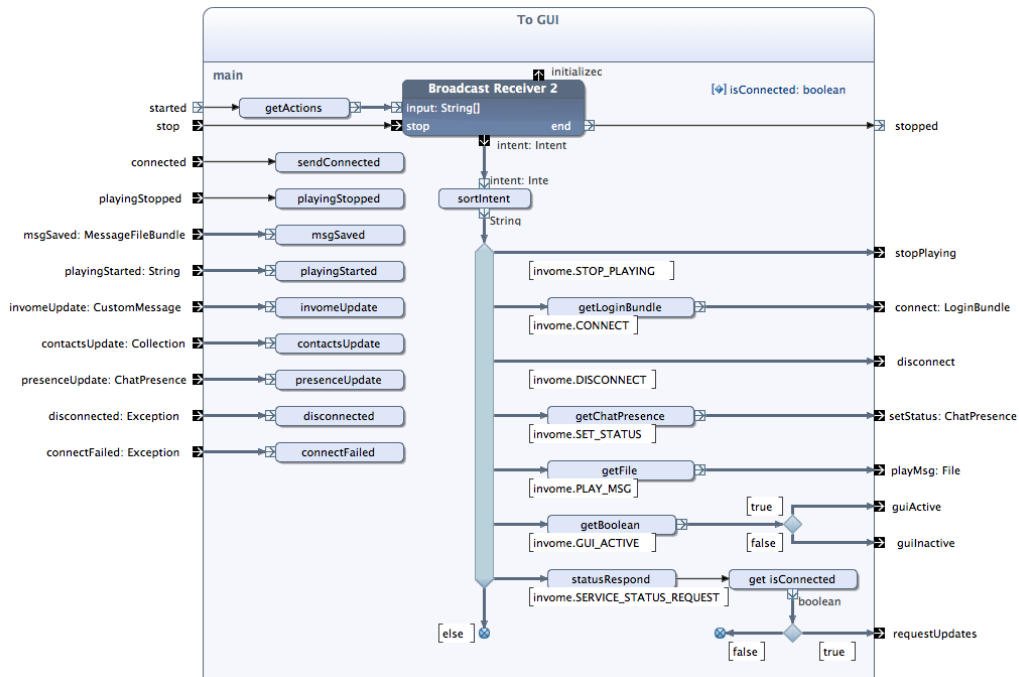 To GUI
main
initializec
Broadcast Receiver 2
[�] isConnected: boolean
started
getActions
input: String[]
stop
stop
end
stopped
intent: Intent
connected
sendConnected
intent: Inte
playingStopped
playingStopped
sortIntent
String
msgSaved: MessageFileBundle
msgSaved
stopPlaying
playingStarted: String
playingStarted
[invome.STOP_PLAYING ]
invomeUpdate: CustomMessage
invomeUpdate
getLoginBundle
connect: LoginBundle
[invome.CONNECT ]
contactsUpdate: Collection
contactsUpdate
disconnect
presenceUpdate: ChatPresence
presenceUpdate
[invome.DISCONNECT ]
disconnected: Exception
disconnected
getChatPresence
setStatus: ChatPresence
[invome.SET_STATUS ]
connectFailed: Exception
connectFailed
getFile
playMsg: File
[invome.PLAY_MSG ]
[true ]
guiActive
getBoolean
[invome.GUI_ACTIVE ]
[false ]
guiInactive
statusRespond
get isConnected
[invome.SERVICE_STATUS_REQUEST ]
boolean
[else ]
requestUpdates
[false ]
[true ]